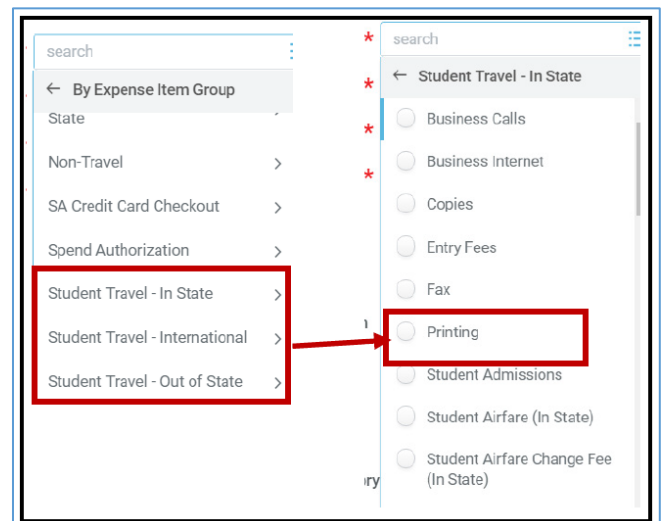 search
← By Expense Item Group
State
Non-Travel >
SA Credit Card Checkout >
Spend Authorization >
Student Travel - In State >
Student Travel - International >
Student Travel - Out of State >
*
*
*
*
search
← Student Travel - In State
Business Calls
Business Internet
Copies
Entry Fees
Fax
Printing
Student Admissions
Student Airfare (In State)
Student Airfare Change Fee
(In State)
ory